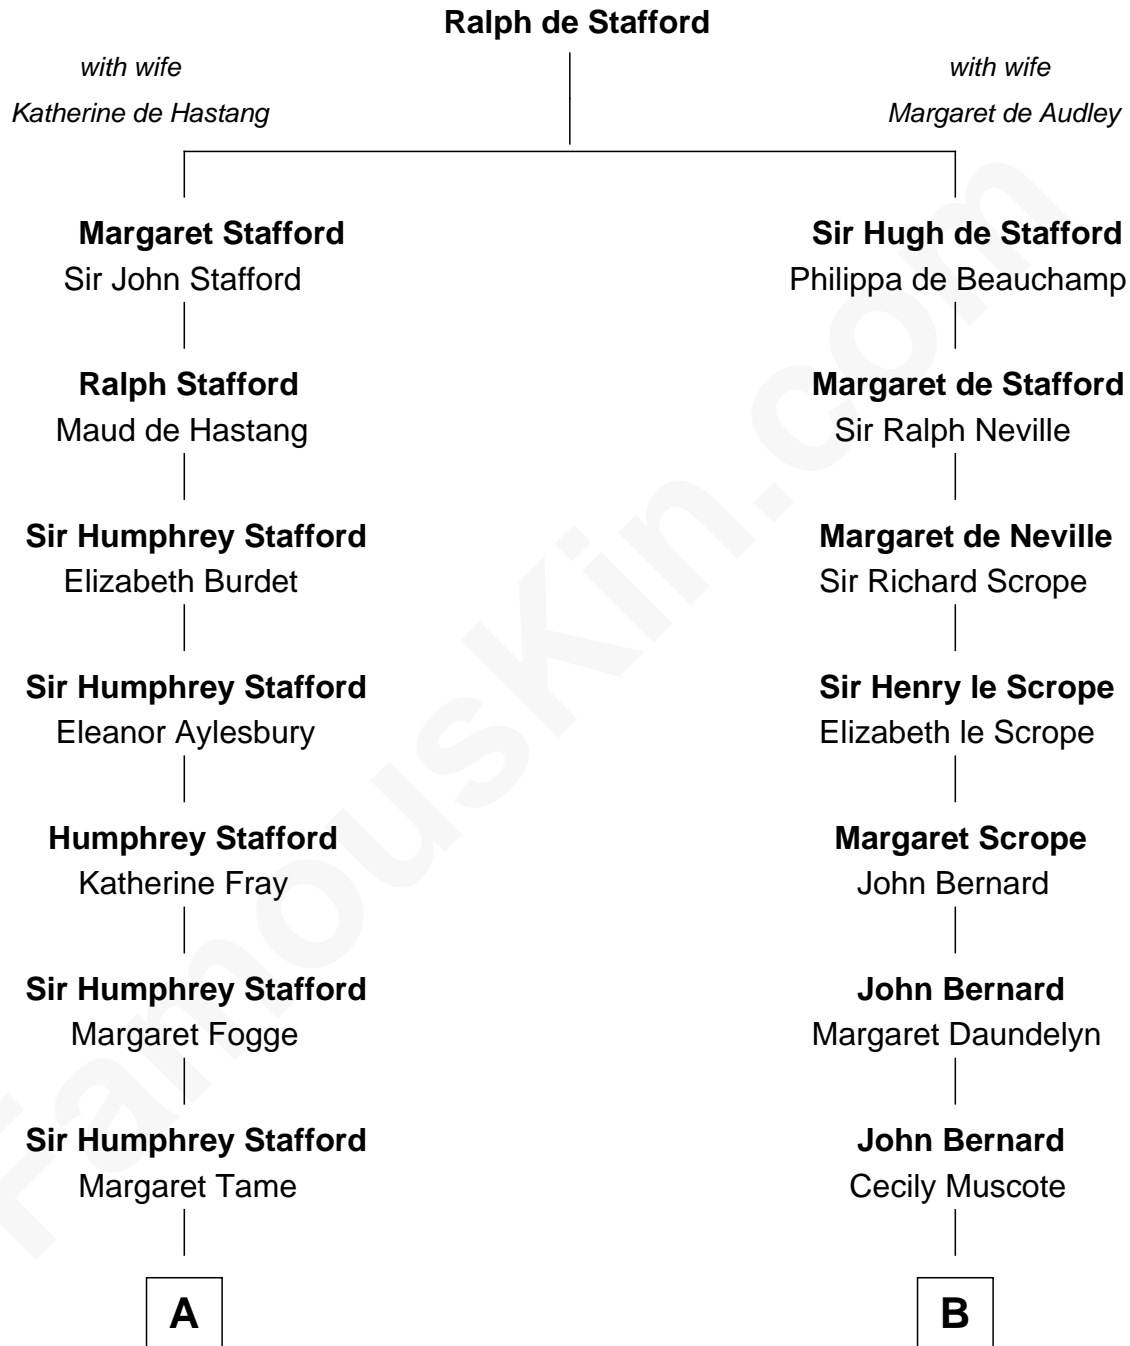 Ralph de Stafford
with wife
Katherine de Hastang
with wife
Margaret de Audley
Margaret Stafford
Sir John Stafford
Sir Hugh de Stafford
Philippa de Beauchamp
Ralph Stafford
Maud de Hastang
Margaret de Stafford
Sir Ralph Neville
Sir Humphrey Stafford
Elizabeth Burdet
Margaret de Neville
Sir Richard Scrope
Sir Humphrey Stafford
Eleanor Aylesbury
Sir Henry le Scrope
Elizabeth le Scrope
Humphrey Stafford
Katherine Fray
Margaret Scrope
John Bernard
Sir Humphrey Stafford
Margaret Fogge
John Bernard
Margaret Daundelyn
Sir Humphrey Stafford
Margaret Tame
John Bernard
Cecily Muscote
A
B
FamousKin.com